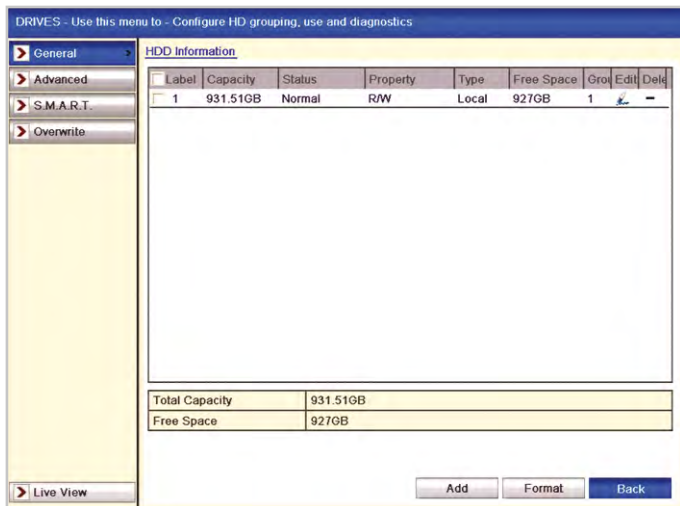 DRIVES - Use this menu to - Configure HD grouping, use and diagnostics
General
Advanced
S.M.A.R.T.
Overwrite
Live View
HDD Information
Label Capacity Status Property Type Free Space Grou Edit Dele
1 931.51GB Normal R/W Local 927GB 1 –
Total Capacity 931.51GB
Free Space 927GB
Add Format Back